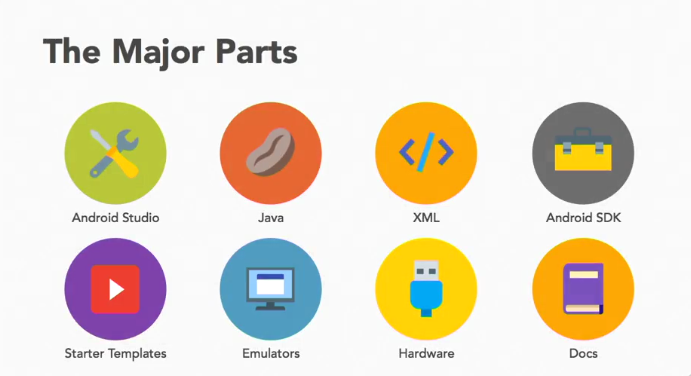 The Major Parts
Android Studio
Java
XML
Android SDK
Starter Templates
Emulators
Hardware
Docs